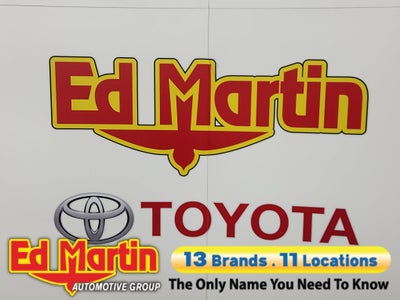 Ed Martin
TOYOTA
Ed Martin
AUTOMOTIVE GROUP
13 Brands . 11 Locations
The Only Name You Need To Know